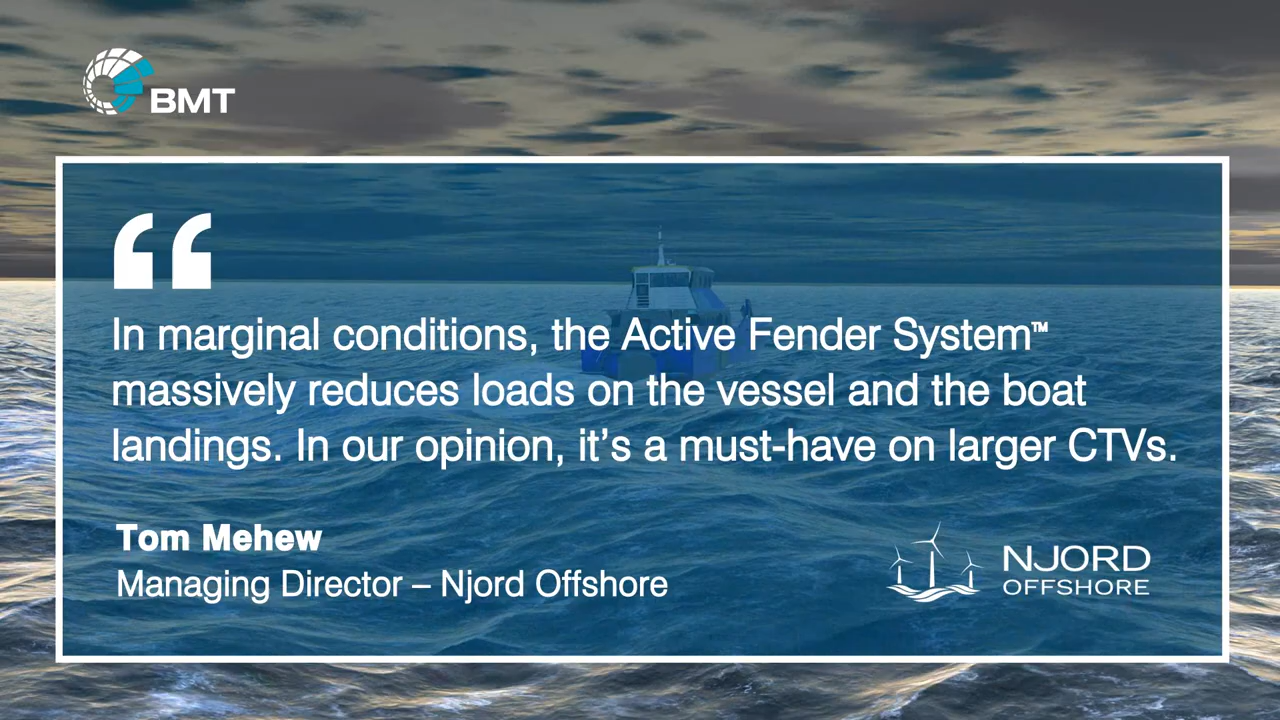 BMT
“
In marginal conditions, the Active Fender System™
massively reduces loads on the vessel and the boat
landings. In our opinion, it’s a must-have on larger CTVs.
Tom Mehew
Managing Director – Njord Offshore
NJORD
OFFSHORE